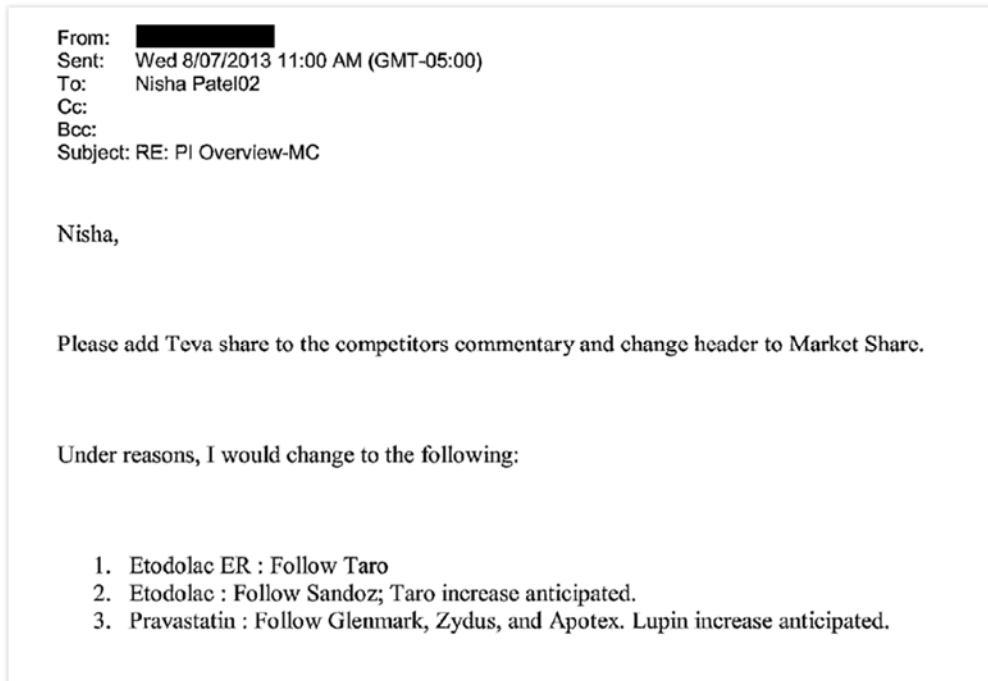 From:
Sent: Wed 8/07/2013 11:00 AM (GMT-05:00)
To: Nisha Patel02
Cc:
Bcc:
Subject: RE: PI Overview-MC
Nisha,
Please add Teva share to the competitors commentary and change header to Market Share.
Under reasons, I would change to the following:
1. Etodolac ER : Follow Taro
2. Etodolac : Follow Sandoz; Taro increase anticipated.
3. Pravastatin : Follow Glenmark, Zydus, and Apotex. Lupin increase anticipated.